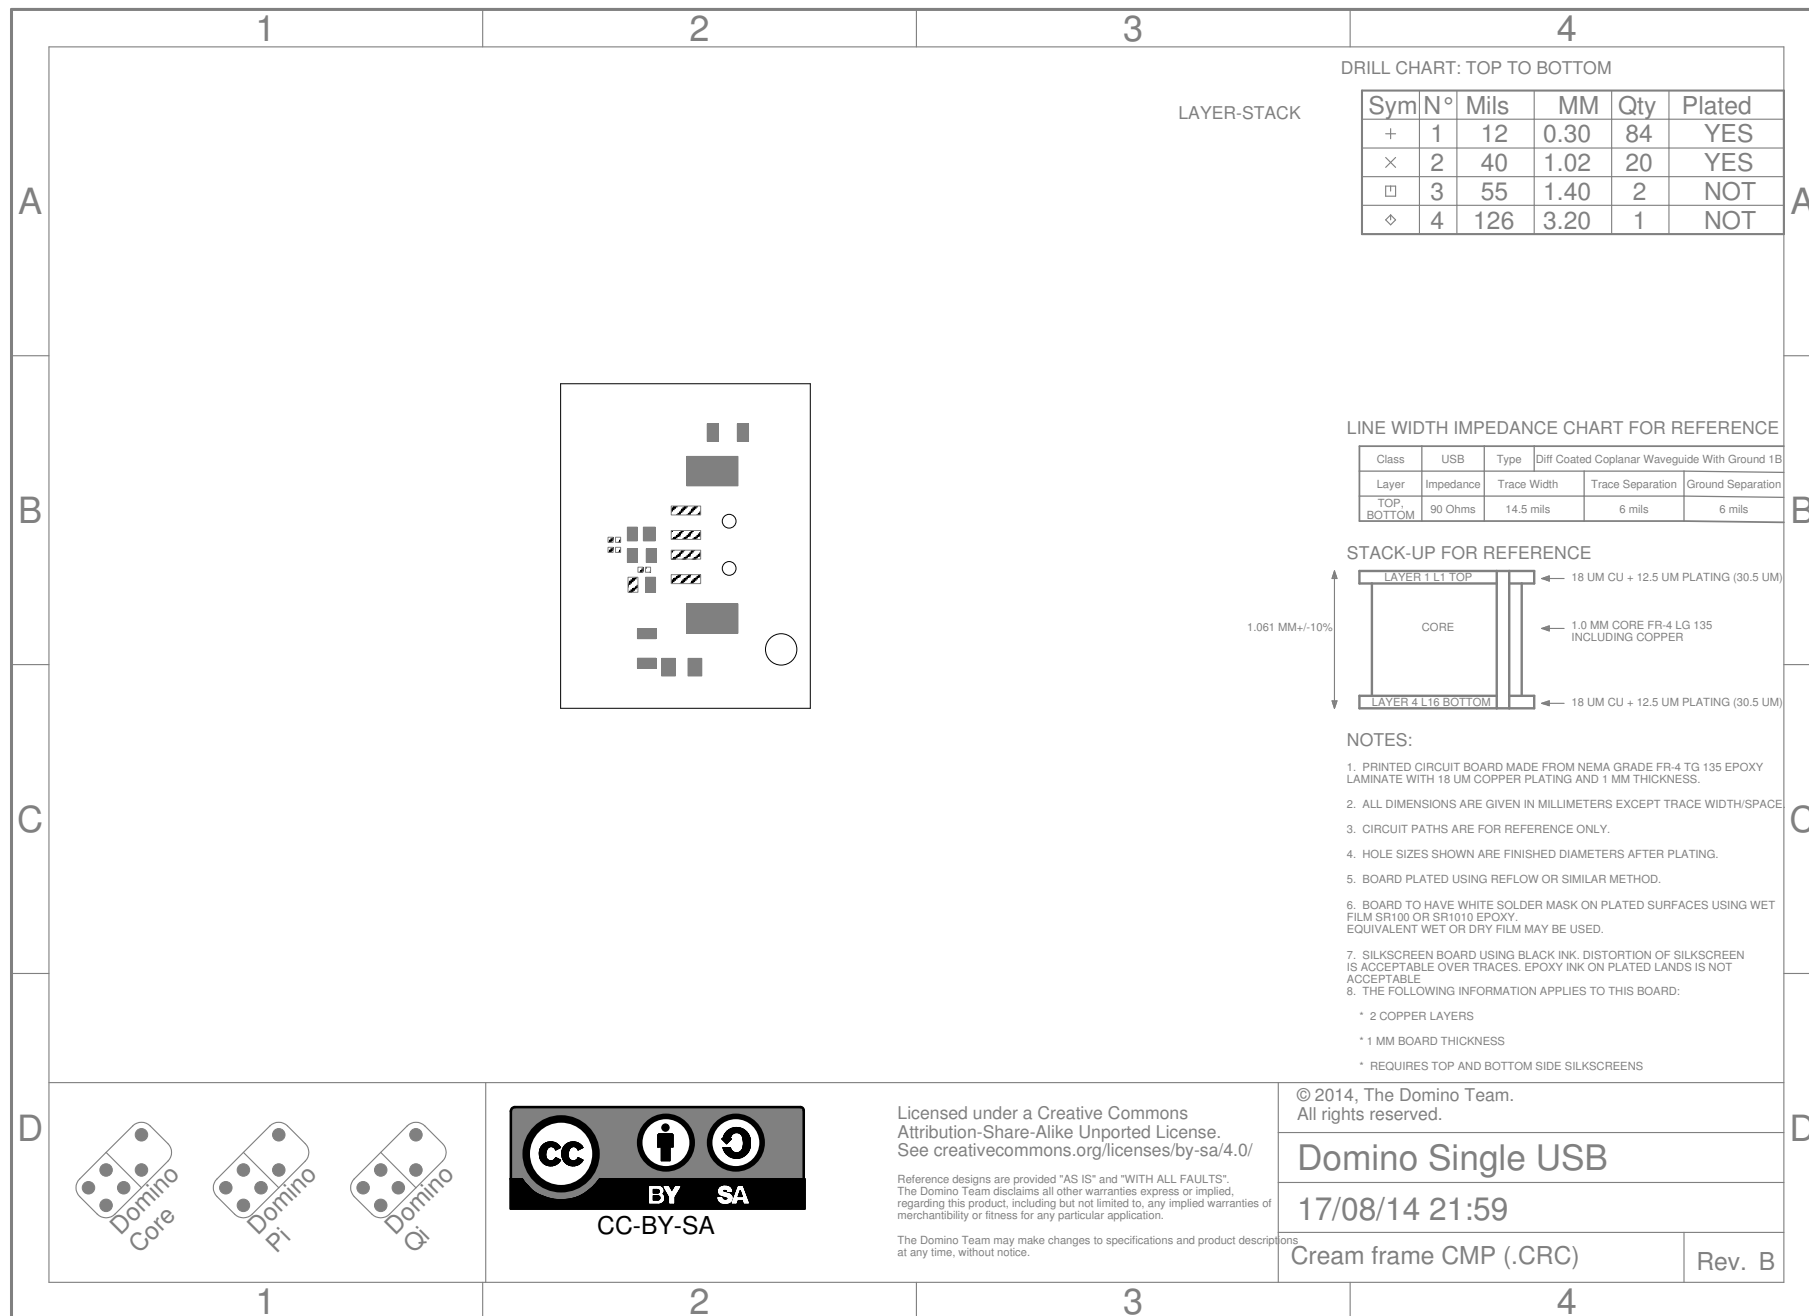 1 2 3 4
DRILL CHART: TOP TO BOTTOM
LAYER-STACK
Sym N° Mils MM Qty Plated
+ 1 12 0.30 84 YES
× 2 40 1.02 20 YES
3 55 1.40 2 NOT
4 126 3.20 1 NOT
A A
LINE WIDTH IMPEDANCE CHART FOR REFERENCE
Class USB Type Diff Coated Coplanar Waveguide With Ground 1B
Layer Impedance Trace Width Trace Separation Ground Separation
TOP,
BOTTOM 90 Ohms 14.5 mils 6 mils 6 mils
B B
STACK-UP FOR REFERENCE
LAYER 1 L1 TOP 18 UM CU + 12.5 UM PLATING (30.5 UM)
1.061 MM+/-10% CORE 1.0 MM CORE FR-4 LG 135
INCLUDING COPPER
LAYER 4 L16 BOTTOM 18 UM CU + 12.5 UM PLATING (30.5 UM)
NOTES:
1. PRINTED CIRCUIT BOARD MADE FROM NEMA GRADE FR-4 TG 135 EPOXY
LAMINATE WITH 18 UM COPPER PLATING AND 1 MM THICKNESS.
2. ALL DIMENSIONS ARE GIVEN IN MILLIMETERS EXCEPT TRACE WIDTH/SPACE.
C C
3. CIRCUIT PATHS ARE FOR REFERENCE ONLY.
4. HOLE SIZES SHOWN ARE FINISHED DIAMETERS AFTER PLATING.
5. BOARD PLATED USING REFLOW OR SIMILAR METHOD.
6. BOARD TO HAVE WHITE SOLDER MASK ON PLATED SURFACES USING WET
FILM SR100 OR SR1010 EPOXY.
EQUIVALENT WET OR DRY FILM MAY BE USED.
7. SILKSCREEN BOARD USING BLACK INK. DISTORTION OF SILKSCREEN
IS ACCEPTABLE OVER TRACES. EPOXY INK ON PLATED LANDS IS NOT
ACCEPTABLE
8. THE FOLLOWING INFORMATION APPLIES TO THIS BOARD:
* 2 COPPER LAYERS
* 1 MM BOARD THICKNESS
* REQUIRES TOP AND BOTTOM SIDE SILKSCREENS
D D
Domino
Core
Domino
Pi
Domino
Qi
CC
BY SA
CC-BY-SA
Licensed under a Creative Commons
Attribution-Share-Alike Unported License.
See creativecommons.org/licenses/by-sa/4.0/
Reference designs are provided "AS IS" and "WITH ALL FAULTS".
The Domino Team disclaims all other warranties express or implied,
regarding this product, including but not limited to, any implied warranties of
merchantibility or fitness for any particular application.
The Domino Team may make changes to specifications and product descriptions
at any time, without notice.
© 2014, The Domino Team.
All rights reserved.
Domino Single USB
17/08/14 21:59
Cream frame CMP (.CRC) Rev. B
1 2 3 4